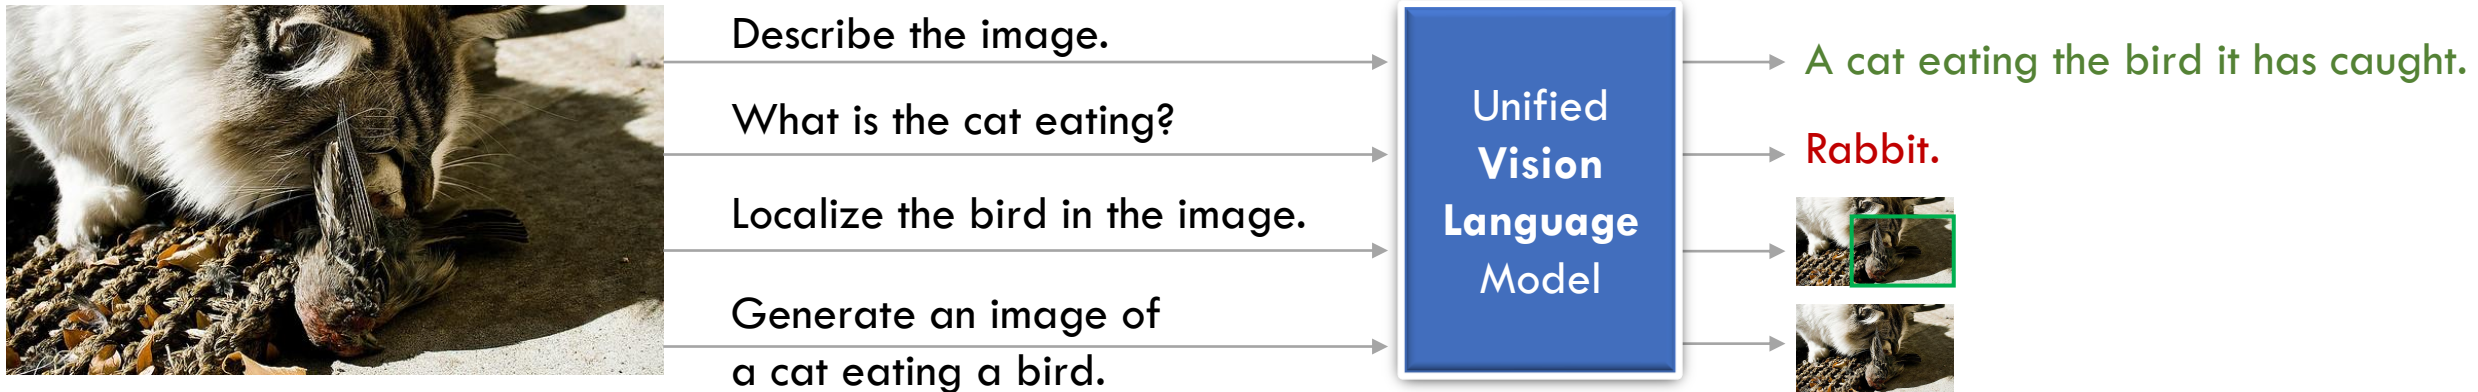 Describe the image.
What is the cat eating?
Localize the bird in the image.
Generate an image of
a cat eating a bird.
Unified
Vision
Language
Model
A cat eating the bird it has caught.
Rabbit.